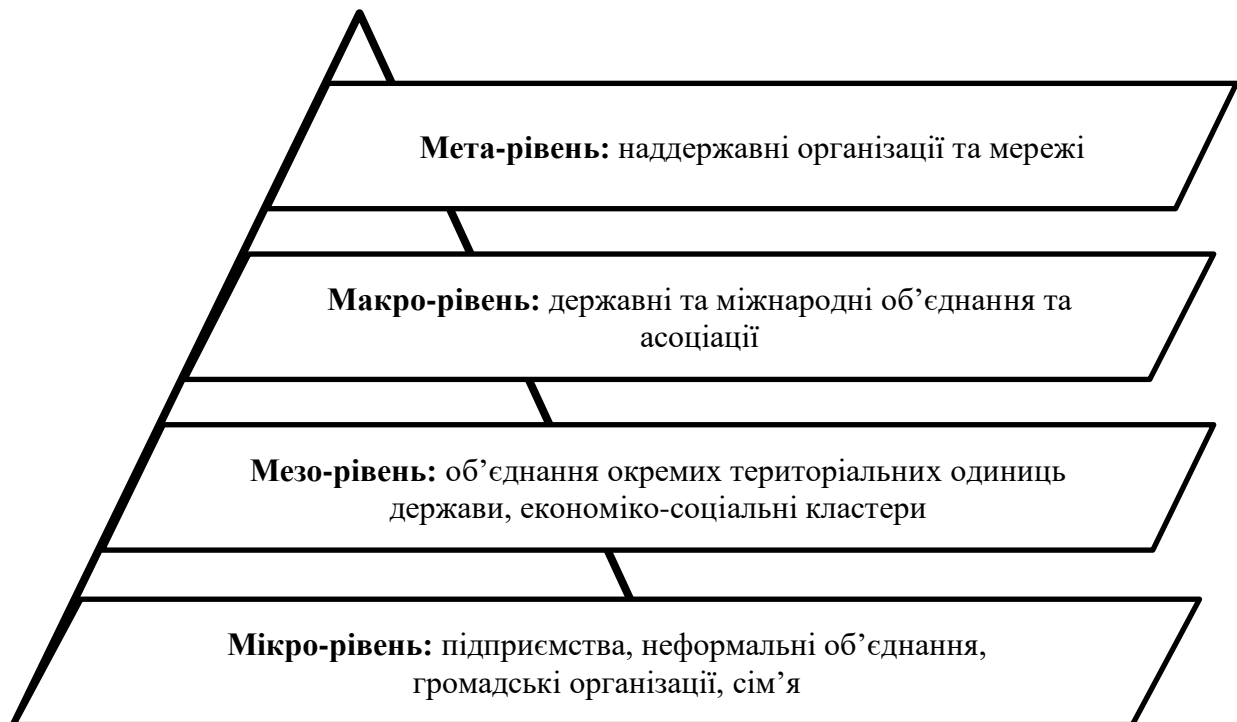 Мета-рівень: наддержавні організації та мережі
Макро-рівень: державні та міжнародні об’єднання та
асоціації
Мезо-рівень: об’єднання окремих територіальних одиниць
держави, економіко-соціальні кластери
Мікро-рівень: підприємства, неформальні об’єднання,
громадські організації, сім’я